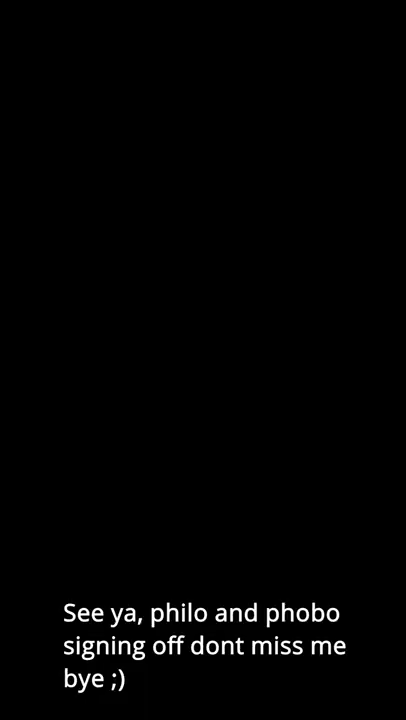 See ya, philo and phobo
signing off dont miss me
bye ;)